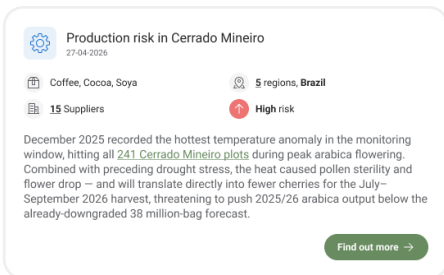 Production risk in Cerrado Mineiro
27-04-2026
Coffee, Cocoa, Soya
5 regions, Brazil
15 Suppliers
High risk
December 2025 recorded the hottest temperature anomaly in the monitoring
window, hitting all 241 Cerrado Mineiro plots during peak arabica flowering.
Combined with preceding drought stress, the heat caused pollen sterility and
flower drop — and will translate directly into fewer cherries for the July–
September 2026 harvest, threatening to push 2025/26 arabica output below the
already-downgraded 38 million-bag forecast.
Find out more →